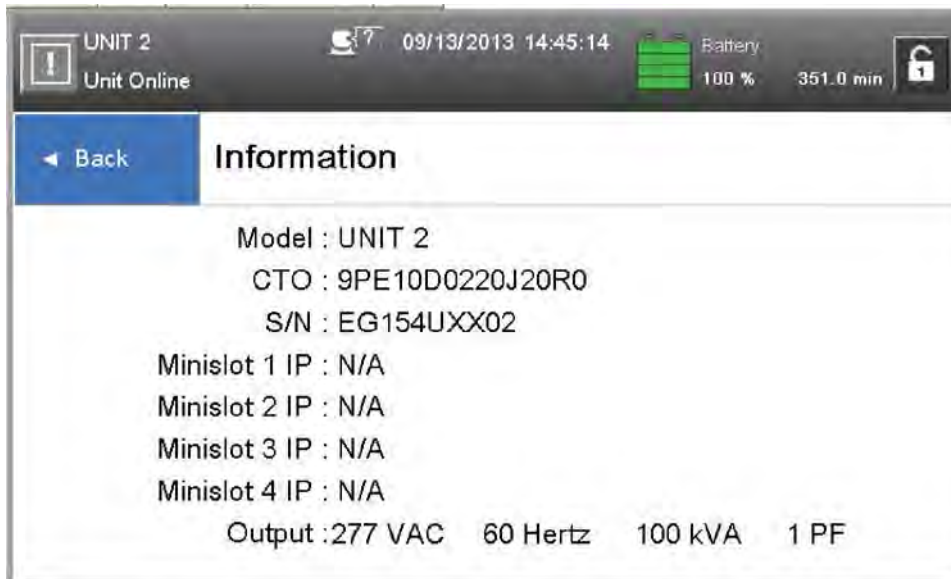 UNIT 2
Unit Online
09/13/2013 14:45:14
Battery
100 % 351.0 min
1
◄ Back
Information
Model : UNIT 2
CTO : 9PE10D0220J20R0
S/N : EG154UXX02
Minislot 1 IP : N/A
Minislot 2 IP : N/A
Minislot 3 IP : N/A
Minislot 4 IP : N/A
Output :277 VAC 60 Hertz 100 kVA 1 PF